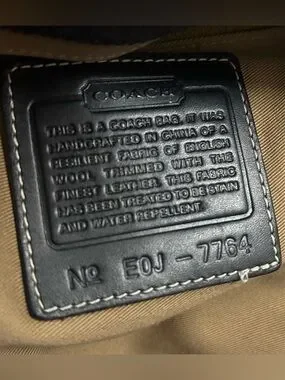 COACH
THIS IS A COACH BAG. IT WAS
HANDCRAFTED IN CHINA OF A
RESILIENT FABRIC OF ENGLISH
WOOL TRIMMED WITH THE
FINEST LEATHER. THIS FABRIC
HAS BEEN TREATED TO BE STAIN
AND WATER REPELLENT.
Nº E0J - 7764